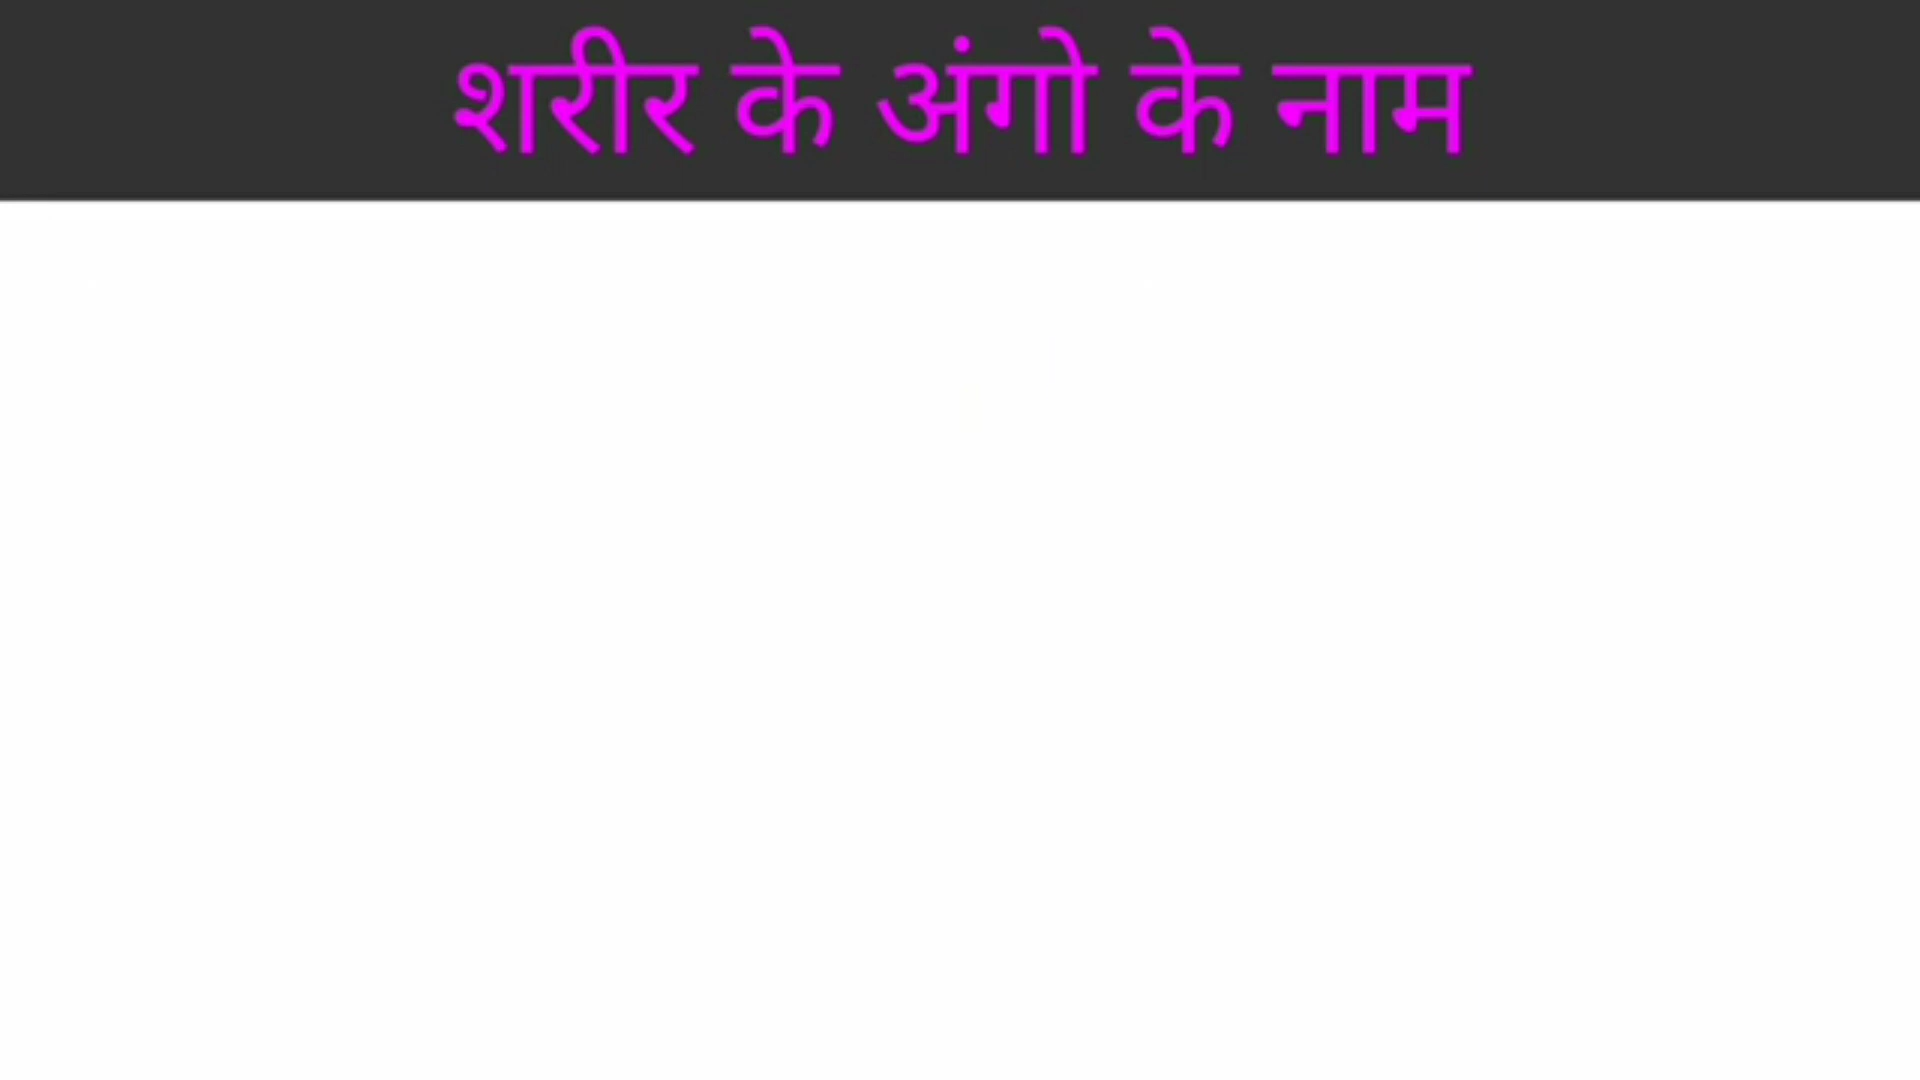 शरीर के अंगो के नाम